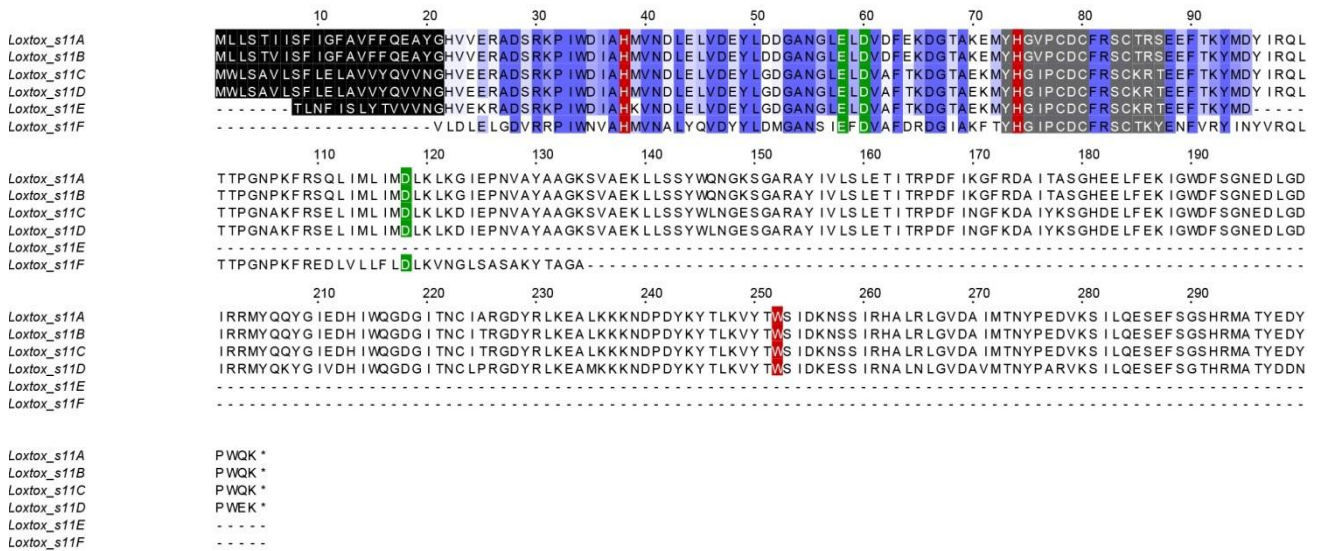 10 20 30 40 50 60 70 80 90
Loxtox_s11A MLLSTIISFIGFAVFFQEAYGHVVERADSRKPIWDIAHMVNDLELVDEYLDDGANGLELDVDFEKDGTAKEMYHGVPCDCFRSCTRSEEFTKYMDYIRQL
Loxtox_s11B MLLSTVISFIGFAVFFQEAYGHVVERADSRKPIWDIAHMVNDLELVDEYLDDGANGLELDVDFEKDGTAKEMYHGVPCDCFRSCTRSEEFTKYMDYIRQL
Loxtox_s11C MWLSAVLSFLELAVVYQVVNGHVEERADSRKPIWDIAHMVNDLELVDEYLGDGANGLELDVAFTKDGTAEKMYHGIPCDCFRSCKRTEEFTKYMDYIRQL
Loxtox_s11D MWLSAVLSFLELAVVYQVVNGHVEERADSRKPIWDIAHMVNDLELVDEYLGDGANGLELDVAFTKDGTAEKMYHGIPCDCFRSCKRTEEFTKYMDYIRQL
Loxtox_s11E -------TLNFISLYTVVVNGHVEKRADSRKPIWDIAHKVNDLELVDEYLGDGANGLELDVAFTKDGTAEKMYHGIPCDCFRSCKRTEEFTKYMD-----
Loxtox_s11F --------------------VLDLELGDVRRPIWNVAHMVNALYQVDYYLDMGANSIEFDVAFDRDGIAKFTYHGIPCDCFRSCTKYENFVRYINYVRQL
110 120 130 140 150 160 170 180 190
Loxtox_s11A TTPGNPKFRSQLIMLIMDLKLKGIEPNVAYAAGKSVAEKLLSSYWQNGKSGARAYIVLSLETITRPDFIKGFRDAITASGHEELFEKIGWDFSGNEDLGD
Loxtox_s11B TTPGNPKFRSQLIMLIMDLKLKGIEPNVAYAAGKSVAEKLLSSYWQNGKSGARAYIVLSLETITRPDFIKGFRDAITASGHEELFEKIGWDFSGNEDLGD
Loxtox_s11C TTPGNAKFRSELIMLIMDLKLKDIEPNVAYAAGKSVAEKLLSSYWLNGESGARAYIVLSLETITRPDFINGFKDAIYKSGHDELFEKIGWDFSGNEDLGD
Loxtox_s11D TTPGNAKFRSELIMLIMDLKLKDIEPNVAYAAGKSVAEKLLSSYWLNGESGARAYIVLSLETITRPDFINGFKDAIYKSGHDELFEKIGWDFSGNEDLGD
Loxtox_s11E ----------------------------------------------------------------------------------------------------
Loxtox_s11F TTPGNPKFREDLVLLFLDLKVNGLSASAKYTAGA------------------------------------------------------------------
210 220 230 240 250 260 270 280 290
Loxtox_s11A IRRMYQQYGIEDHIWQGDGITNCIARGDYRLKEALKKKNDPDYKYTLKVYTWSIDKNSSIRHALRLGVDAIMTNYPEDVKSILQESEFSGSHRMATYEDY
Loxtox_s11B IRRMYQQYGIEDHIWQGDGITNCITRGDYRLKEALKKKNDPDYKYTLKVYTWSIDKNSSIRHALRLGVDAIMTNYPEDVKSILQESEFSGSHRMATYEDY
Loxtox_s11C IRRMYQQYGIEDHIWQGDGITNCITRGDYRLKEALKKKNDPDYKYTLKVYTWSIDKNSSIRHALRLGVDAIMTNYPEDVKSILQESEFSGSHRMATYEDY
Loxtox_s11D IRRMYQKYGIVDHIWQGDGITNCLPRGDYRLKEAMKKKNDPDYKYTLKVYTWSIDKESSIRNALNLGVDAVMTNYPARVKSILQESEFSGTHRMATYEDDN
Loxtox_s11E ----------------------------------------------------------------------------------------------------
Loxtox_s11F ----------------------------------------------------------------------------------------------------
Loxtox_s11A PWQK*
Loxtox_s11B PWQK*
Loxtox_s11C PWQK*
Loxtox_s11D PWEK*
Loxtox_s11E -----
Loxtox_s11F -----